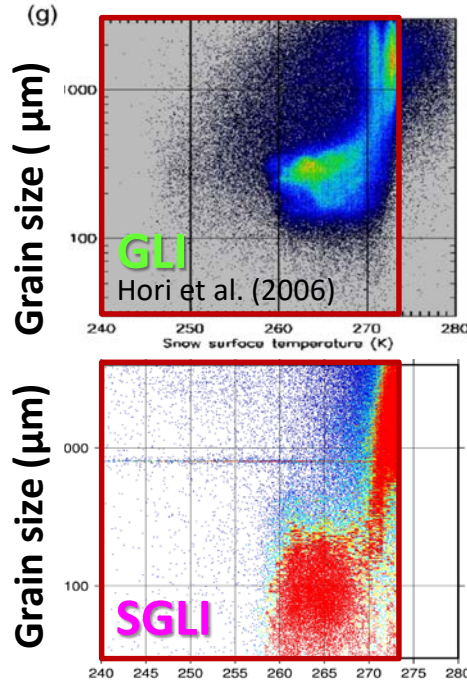 (g)
Grain size ( µm)
000
100
GLI
Hori et al. (2006)
240
250
260
270
280
Snow surface temperature (K)
Grain size (µm)
000
100
SGLI
240
245
250
255
260
265
270
275
280